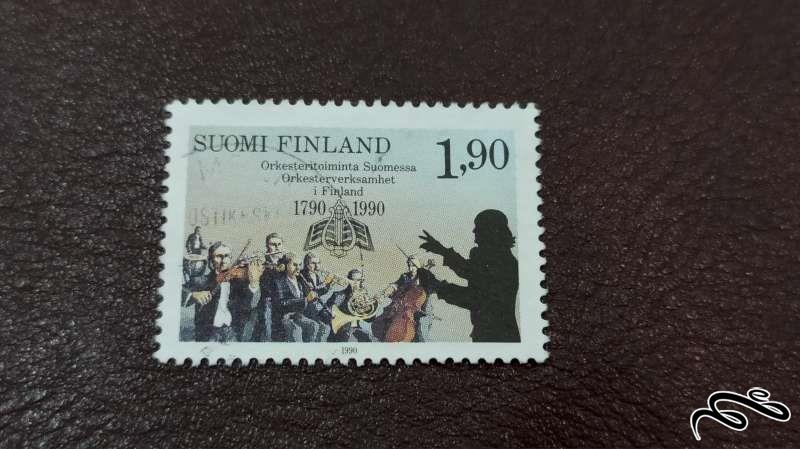 SUOMI FINLAND
1,90
Orkesteritoiminta Suomessa
Orkesterverksamhet
i Finland
1790 1990
1990